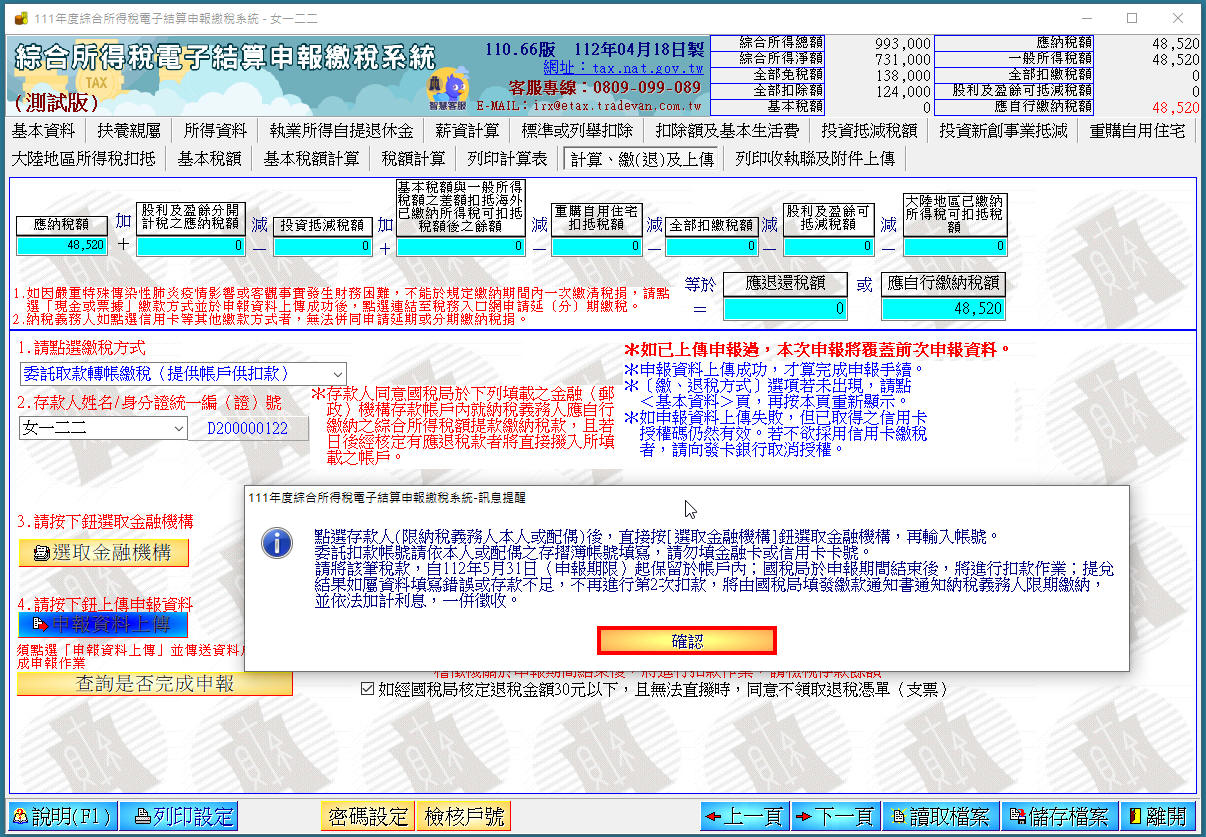 111年度綜合所得稅電子結算申報繳稅系統 - 女一二二
綜合所得稅電子結算申報繳稅系統
(測試版)
TAX
智慧客服
110.66版 112年04月18日製
網址：tax.nat.gov.tw
客服專線：0809-099-089
E-MAIL：irx@etax.tradevan.com.tw
綜合所得總額 993,000 應納稅額 48,520
綜合所得淨額 731,000 一般所得稅額 48,520
全部免稅額 138,000 全部扣繳稅額 0
全部扣除額 124,000 股利及盈餘可抵減稅額 0
基本稅額 0 應自行繳納稅額 48,520
基本資料 扶養親屬 所得資料 執業所得自提退休金 薪資計算 標準或列舉扣除 扣除額及基本生活費 投資抵減稅額 投資新創事業抵減 重購自用住宅
大陸地區所得稅扣抵 基本稅額 基本稅額計算 稅額計算 列印計算表 計算、繳(退)及上傳 列印收執聯及附件上傳
應納稅額
48,520
加
＋
股利及盈餘分開
計稅之應納稅額
0
減
－
投資抵減稅額
0
加
＋
基本稅額與一般所得
稅額之差額扣抵海外
已繳納所得稅可扣抵
稅額後之餘額
0
減
－
重購自用住宅
扣抵稅額
0
減
－
全部扣繳稅額
0
減
－
股利及盈餘可
抵減稅額
0
減
－
大陸地區已繳納
所得稅可扣抵稅
額
0
1.如因嚴重特殊傳染性肺炎疫情影響或客觀事實發生財務困難，不能於規定繳納期間內一次繳清稅捐，請點
選「現金或票據」繳款方式並於申報資料上傳成功後，點選連結至稅務入口網申請延（分）期繳稅。
2.納稅義務人如點選信用卡等其他繳款方式者，無法併同申請延期或分期繳納稅捐。
等於
＝
應退還稅額
0
或
應自行繳納稅額
48,520
1.請點選繳稅方式
委託取款轉帳繳稅（提供帳戶供扣款）
2.存款人姓名/身分證統一編（證）號
女一二二 D200000122
＊存款人同意國稅局於下列填載之金融（郵
政）機構存款帳戶內就納稅義務人應自行
繳納之綜合所得稅額提款繳納稅款，且若
日後經核定有應退稅款者將直接撥入所填
載之帳戶。
＊如已上傳申報過，本次申報將覆蓋前次申報資料。
＊申報資料上傳成功，才算完成申報手續。
＊〔繳、退稅方式〕選項若未出現，請點
＜基本資料＞頁，再按本頁重新顯示。
＊如申報資料上傳失敗，但已取得之信用卡
授權碼仍然有效。若不欲採用信用卡繳稅
者，請向發卡銀行取消授權。
3.請按下鈕選取金融機構
選取金融機構
4.請按下鈕上傳申報資料
申報資料上傳
須點選「申報資料上傳」並傳送資料
成申報作業
查詢是否完成申報
111年度綜合所得稅電子結算申報繳稅系統-訊息提醒
點選存款人(限納稅義務人本人或配偶)後，直接按[選取金融機構]鈕選取金融機構，再輸入帳號。
委託扣款帳號請依本人或配偶之存摺簿帳號填寫，請勿填金融卡或信用卡卡號。
請將該筆稅款，自112年5月31日（申報期限）起保留於帳戶內；國稅局於申報期間結束後，將進行扣款作業；提兌
結果如屬資料填寫錯誤或存款不足，不再進行第2次扣款，將由國稅局填發繳款通知書通知納稅義務人限期繳納，
並依法加計利息，一併徵收。
確認
稽徵機關於申報期間結束後，將進行扣款作業，請檢視存款餘額
如經國稅局核定退稅金額30元以下，且無法直撥時，同意不領取退稅憑單（支票）
說明(F1) 列印設定 密碼設定 檢核戶號 上一頁 下一頁 讀取檔案 儲存檔案 離開